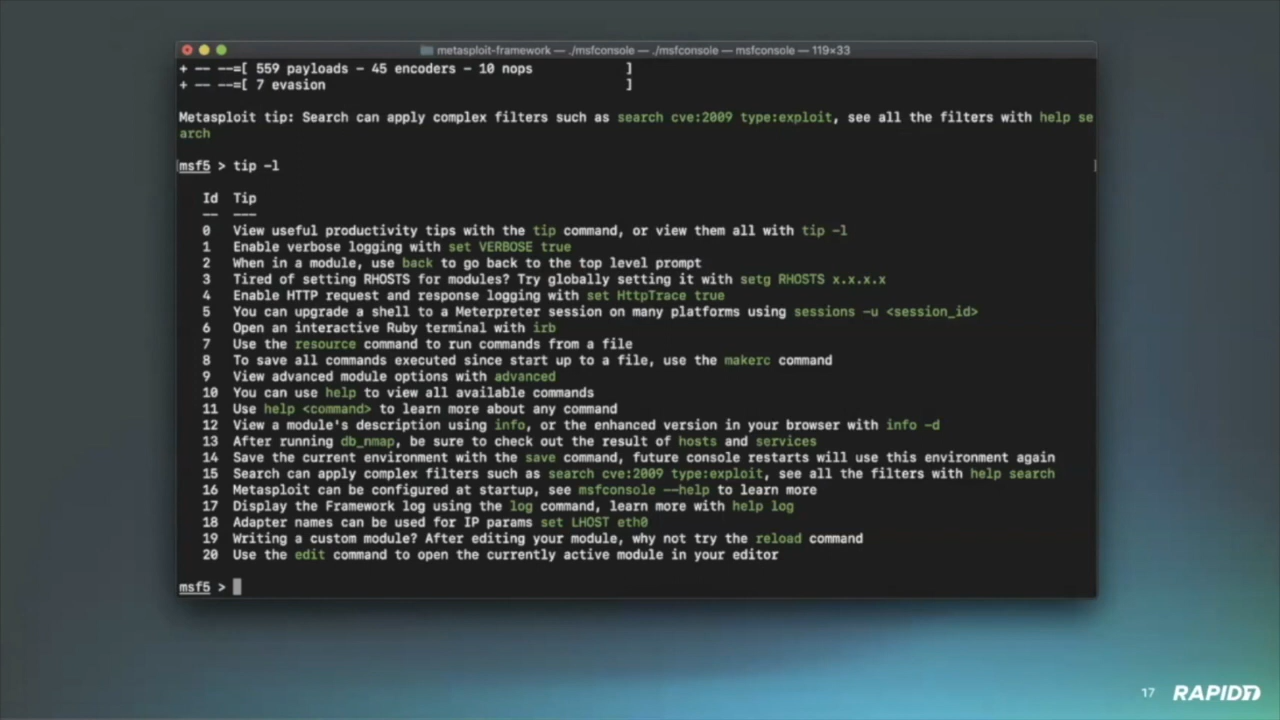 metasploit-framework — ./msfconsole — ./msfconsole — msfconsole — 119×33
+ -- --=[ 559 payloads - 45 encoders - 10 nops            ]
+ -- --=[ 7 evasion                                       ]
Metasploit tip: Search can apply complex filters such as search cve:2009 type:exploit, see all the filters with help se
arch
msf5 > tip -l
Id  Tip
--  ---
0   View useful productivity tips with the tip command, or view them all with tip -l
1   Enable verbose logging with set VERBOSE true
2   When in a module, use back to go back to the top level prompt
3   Tired of setting RHOSTS for modules? Try globally setting it with setg RHOSTS x.x.x.x
4   Enable HTTP request and response logging with set HttpTrace true
5   You can upgrade a shell to a Meterpreter session on many platforms using sessions -u <session_id>
6   Open an interactive Ruby terminal with irb
7   Use the resource command to run commands from a file
8   To save all commands executed since start up to a file, use the makerc command
9   View advanced module options with advanced
10  You can use help to view all available commands
11  Use help <command> to learn more about any command
12  View a module's description using info, or the enhanced version in your browser with info -d
13  After running db_nmap, be sure to check out the result of hosts and services
14  Save the current environment with the save command, future console restarts will use this environment again
15  Search can apply complex filters such as search cve:2009 type:exploit, see all the filters with help search
16  Metasploit can be configured at startup, see msfconsole --help to learn more
17  Display the Framework log using the log command, learn more with help log
18  Adapter names can be used for IP params set LHOST eth0
19  Writing a custom module? After editing your module, why not try the reload command
20  Use the edit command to open the currently active module in your editor
msf5 >
17 RAPID7